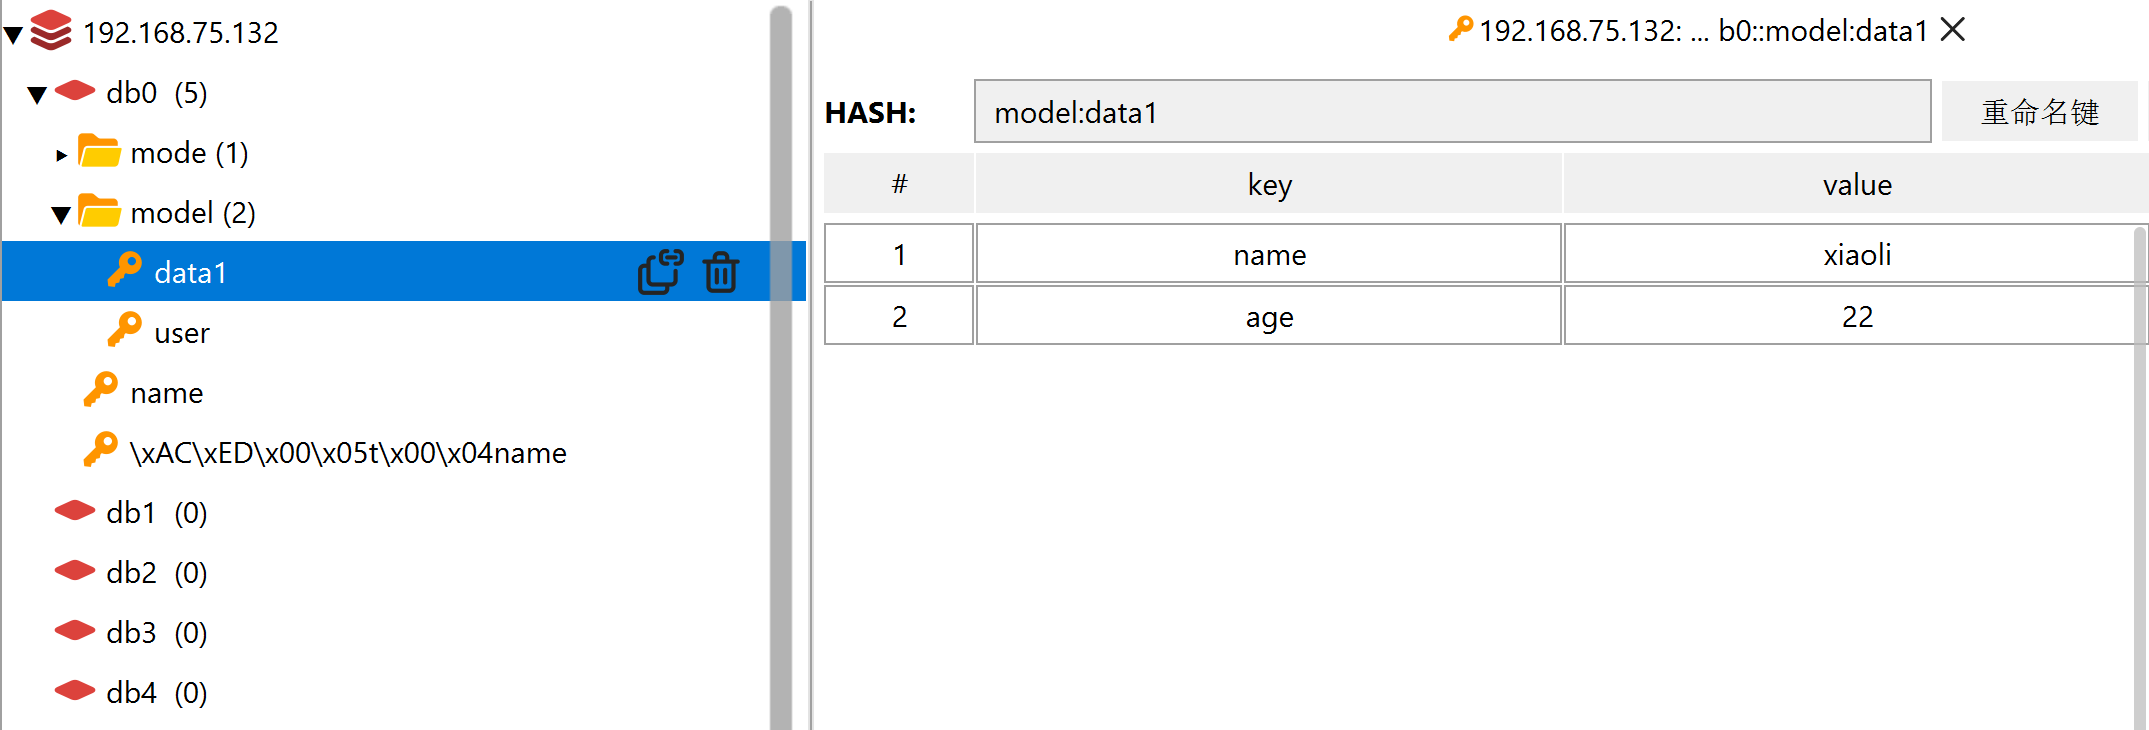 192.168.75.132
db0 (5)
mode (1)
model (2)
data1
user
name
\xAC\xED\x00\x05t\x00\x04name
db1 (0)
db2 (0)
db3 (0)
db4 (0)
192.168.75.132: ... b0::model:data1
HASH: model:data1 重命名键
# key value
1 name xiaoli
2 age 22